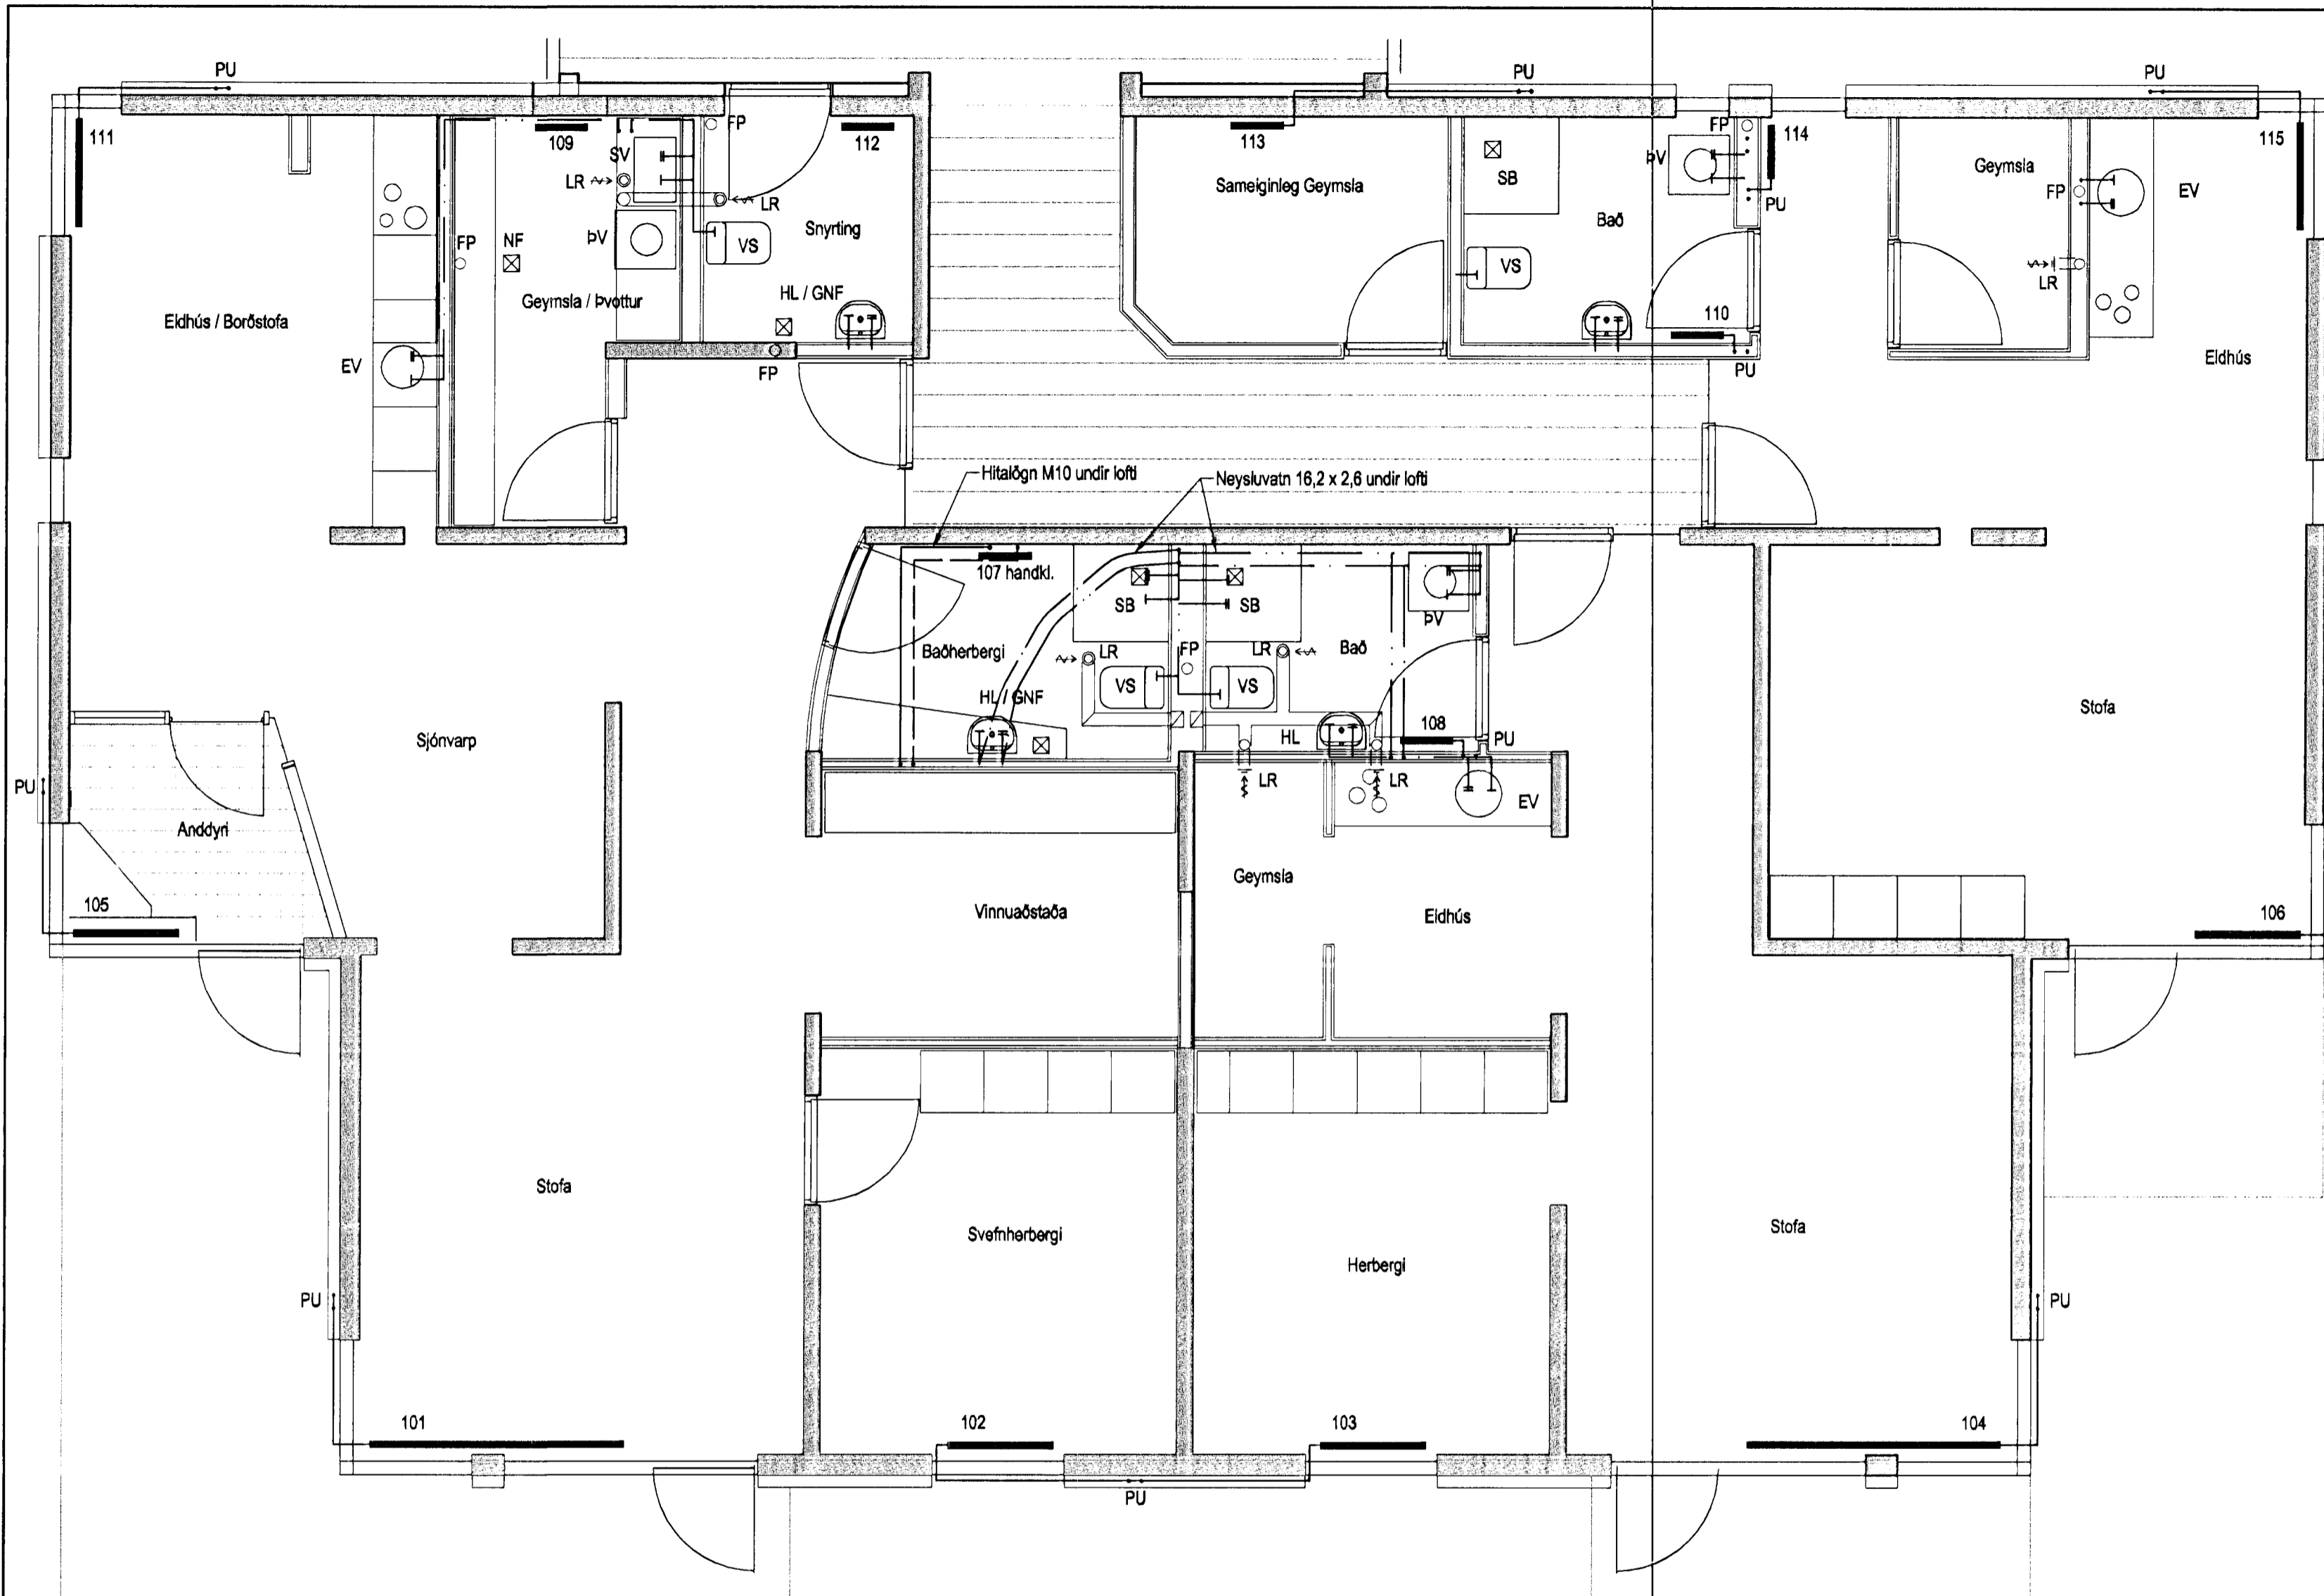 PU
PU
PU
111
109
FP
112
113
FP
114
115
SV
ÞV
Geymsla
LR
LR
Sameiginleg Geymsla
SB
PU
FP
EV
Snyrting
Bað
FP
NF
ÞV
VS
VS
LR
Geymsla / Þvottur
HL / GNF
Eldhús / Borðstofa
110
Eldhús
EV
FP
PU
Hitalögn M10 undir lofti
Neysluvatn 16,2 x 2,6 undir lofti
107 handkl.
SB
SB
ÞV
Baðherbergi
LR
FP
LR
Bað
VS
VS
HL / GNF
Stofa
Sjónvarp
HL
108
PU
PU
LR
LR
EV
Anddyri
Geymsla
105
Vinnuaðstaða
Eldhús
106
Stofa
Svefnherbergi
Herbergi
Stofa
PU
PU
101
102
103
104
PU